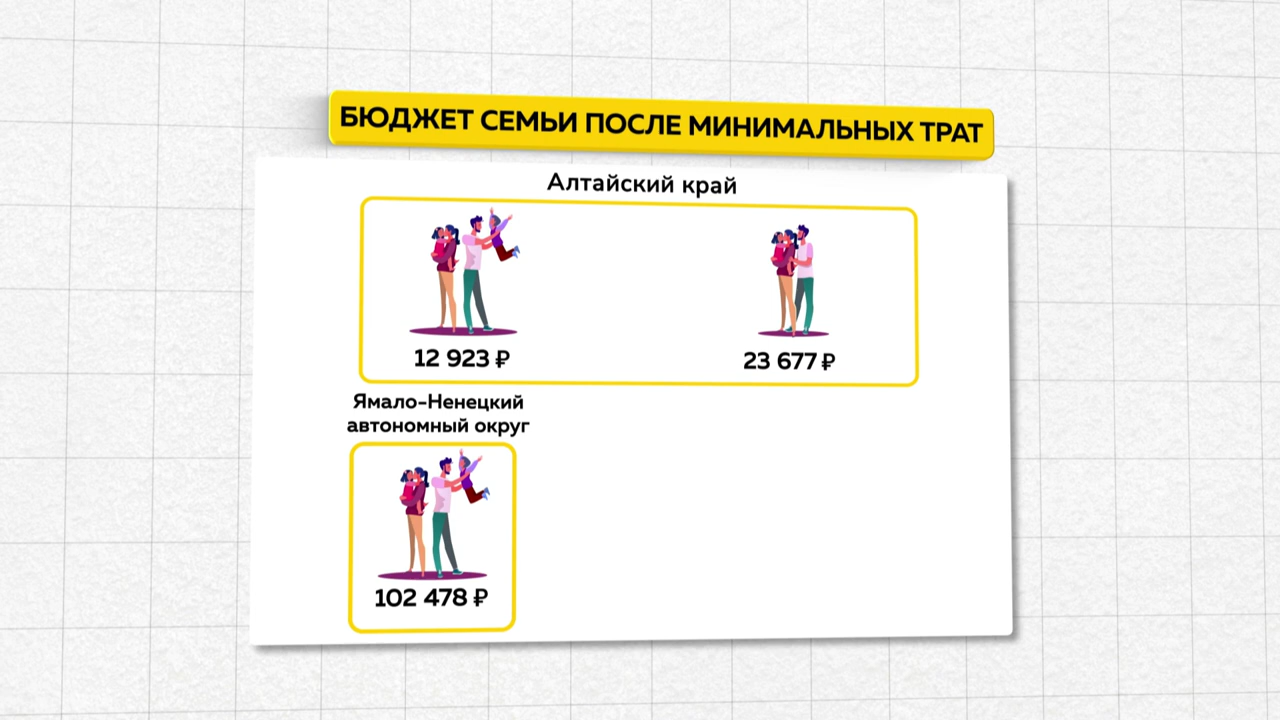 БЮДЖЕТ СЕМЬИ ПОСЛЕ МИНИМАЛЬНЫХ ТРАТ
Алтайский край
12 923 ₽
23 677 ₽
Ямало-Ненецкий
автономный округ
102 478 ₽